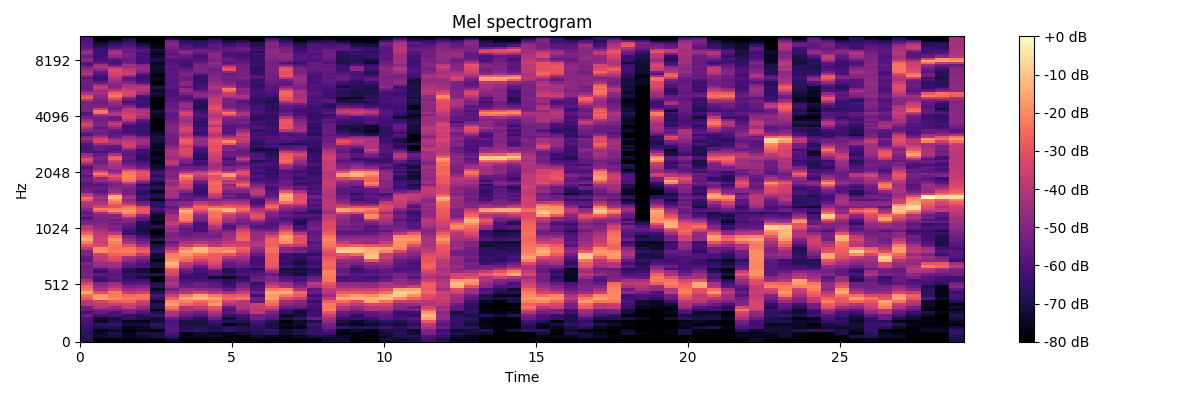 Mel spectrogram
8192
4096
2048
1024
512
0
Hz
0 5 10 15 20 25
Time
+0 dB
-10 dB
-20 dB
-30 dB
-40 dB
-50 dB
-60 dB
-70 dB
-80 dB